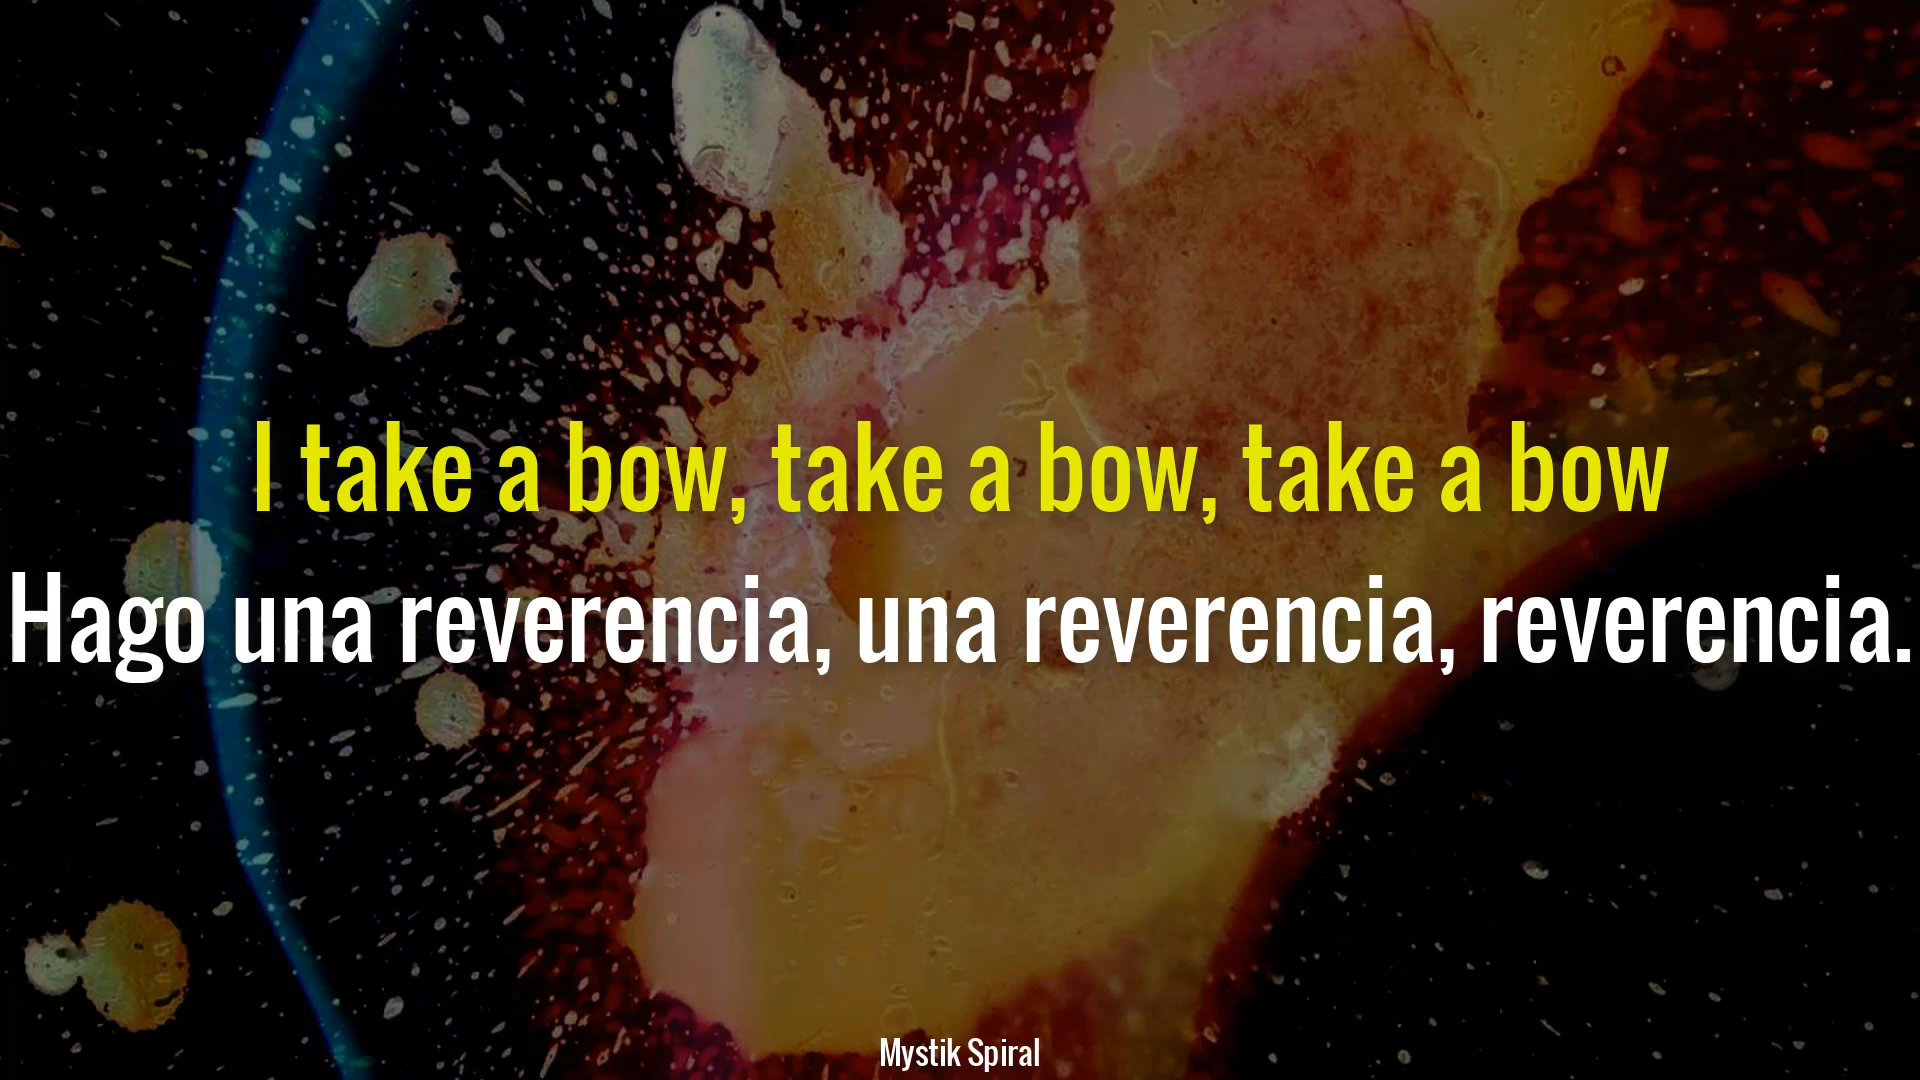 I take a bow, take a bow, take a bow
Hago una reverencia, una reverencia, reverencia.
Mystik Spiral